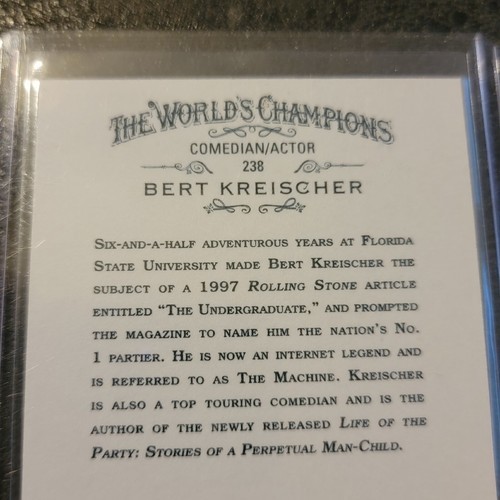 THE WORLD'S CHAMPIONS
COMEDIAN/ACTOR
238
BERT KREISCHER
SIX-AND-A-HALF ADVENTUROUS YEARS AT FLORIDA
STATE UNIVERSITY MADE BERT KREISCHER THE
SUBJECT OF A 1997 ROLLING STONE ARTICLE
ENTITLED “THE UNDERGRADUATE,” AND PROMPTED
THE MAGAZINE TO NAME HIM THE NATION'S NO.
1 PARTIER. HE IS NOW AN INTERNET LEGEND AND
IS REFERRED TO AS THE MACHINE. KREISCHER
IS ALSO A TOP TOURING COMEDIAN AND IS THE
AUTHOR OF THE NEWLY RELEASED LIFE OF THE
PARTY: STORIES OF A PERPETUAL MAN-CHILD.